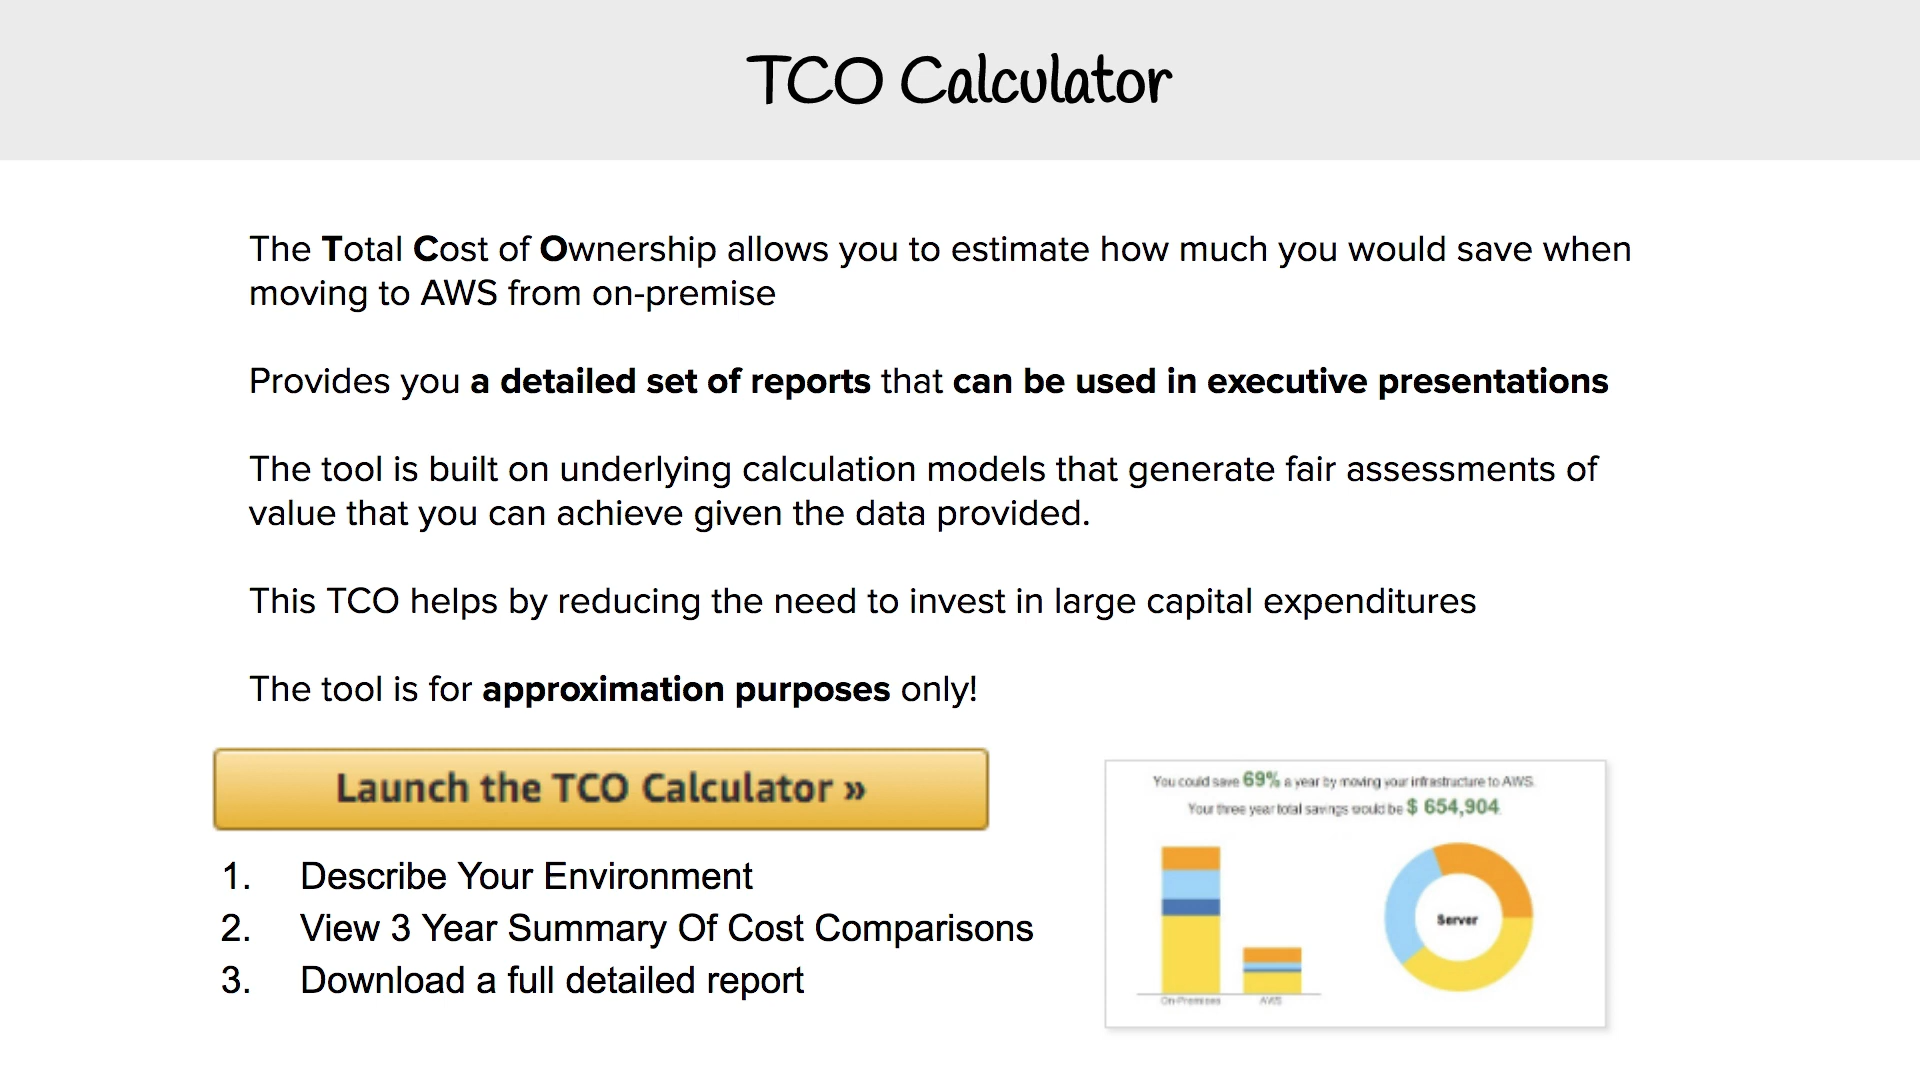 TCO Calculator
The Total Cost of Ownership allows you to estimate how much you would save when
moving to AWS from on-premise
Provides you a detailed set of reports that can be used in executive presentations
The tool is built on underlying calculation models that generate fair assessments of
value that you can achieve given the data provided.
This TCO helps by reducing the need to invest in large capital expenditures
The tool is for approximation purposes only!
Launch the TCO Calculator »
1. Describe Your Environment
2. View 3 Year Summary Of Cost Comparisons
3. Download a full detailed report
You could save 69% a year by moving your infrastructure to AWS.
Your three year total savings would be $ 654,904.
Server
On-Premises
AWS